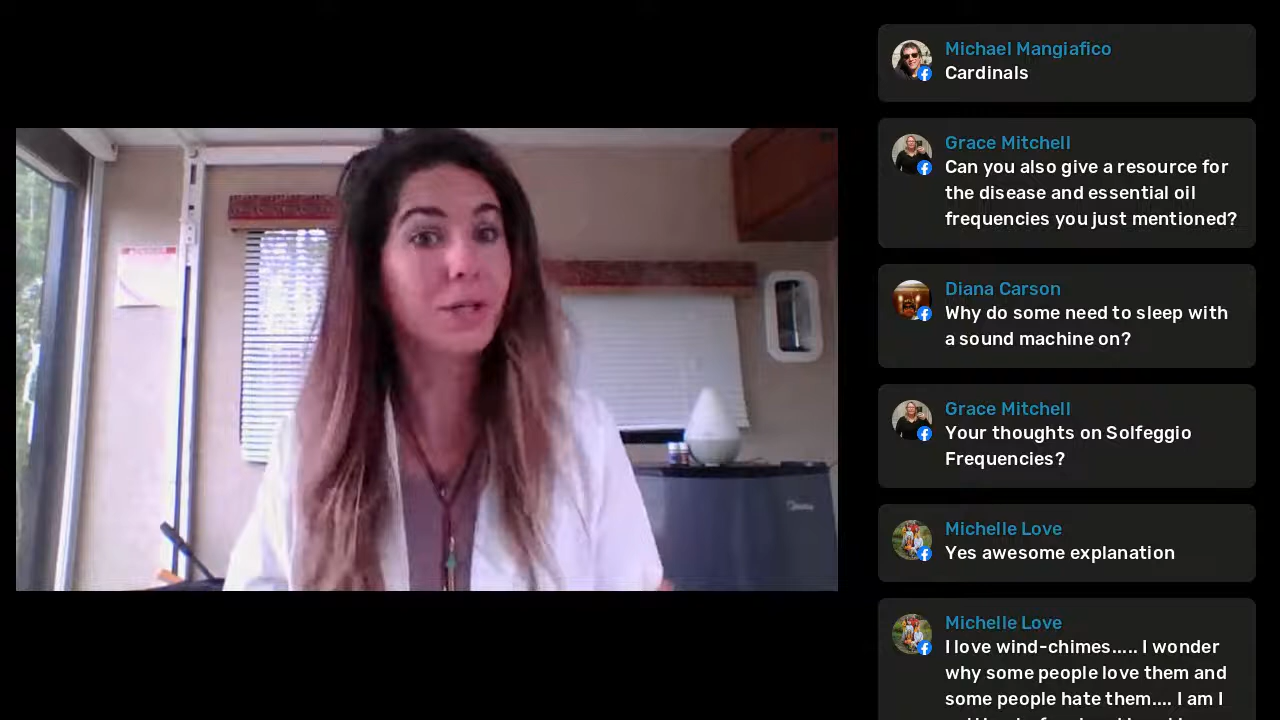 Michael Mangiafico
Cardinals
Grace Mitchell
Can you also give a resource for
the disease and essential oil
frequencies you just mentioned?
Diana Carson
Why do some need to sleep with
a sound machine on?
Grace Mitchell
Your thoughts on Solfeggio
Frequencies?
Michelle Love
Yes awesome explanation
Michelle Love
I love wind-chimes..... I wonder
why some people love them and
some people hate them.... I am I